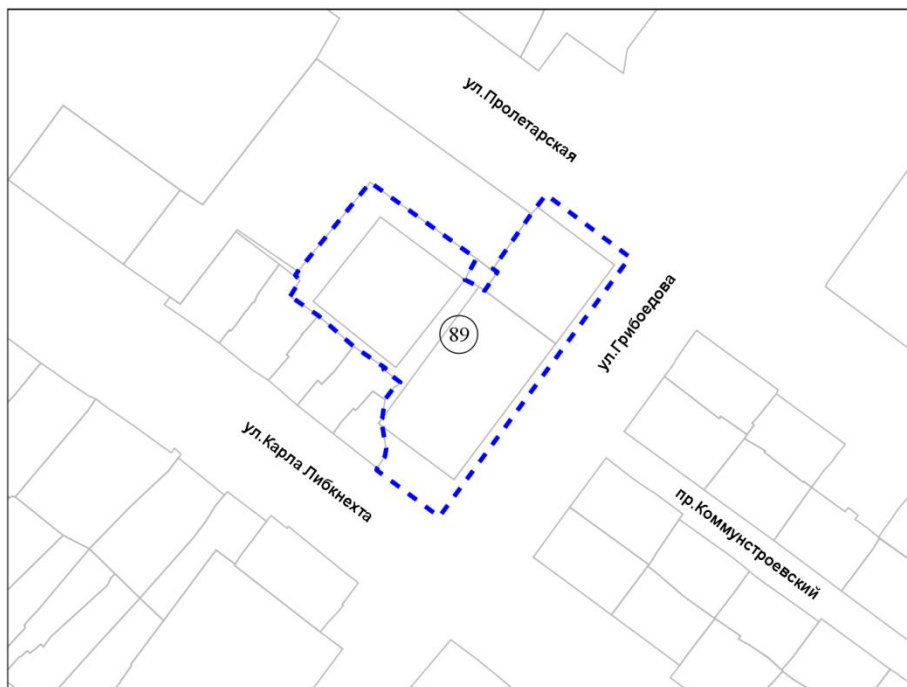 ул.Пролетарская
ул.Грибоедова
89
ул.Карла Либкнехта
пр.Коммунстроевский